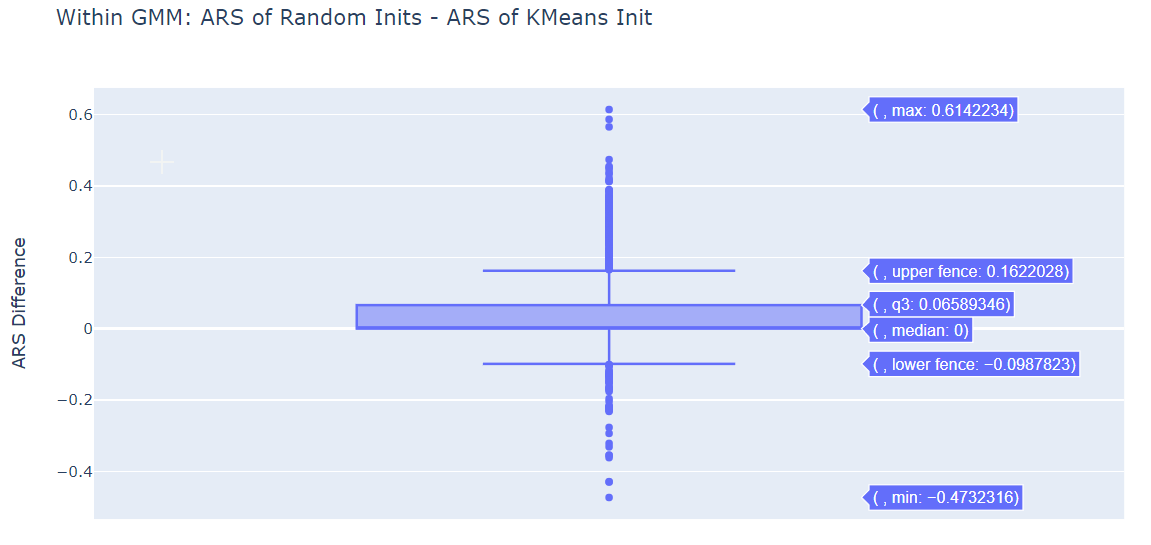 Within GMM: ARS of Random Inits - ARS of KMeans Init
ARS Difference
0.6
0.4
0.2
0
−0.2
−0.4
( , max: 0.6142234)
( , upper fence: 0.1622028)
( , q3: 0.06589346)
( , median: 0)
( , lower fence: −0.0987823)
( , min: −0.4732316)